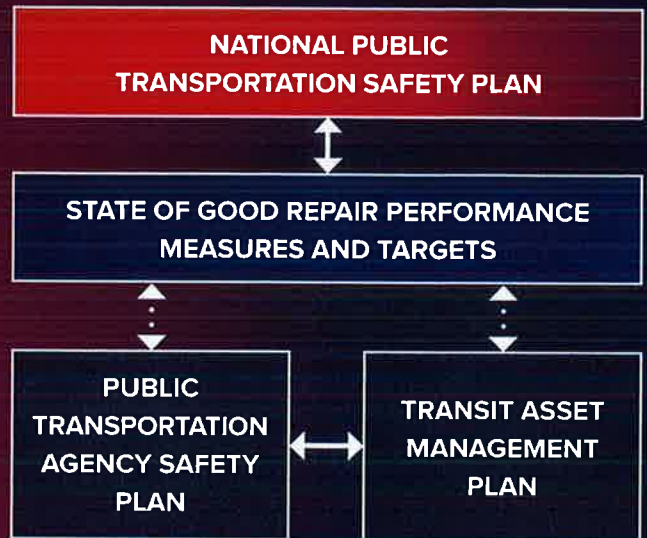 NATIONAL PUBLIC
TRANSPORTATION SAFETY PLAN
STATE OF GOOD REPAIR PERFORMANCE
MEASURES AND TARGETS
PUBLIC
TRANSPORTATION
AGENCY SAFETY
PLAN
TRANSIT ASSET
MANAGEMENT
PLAN